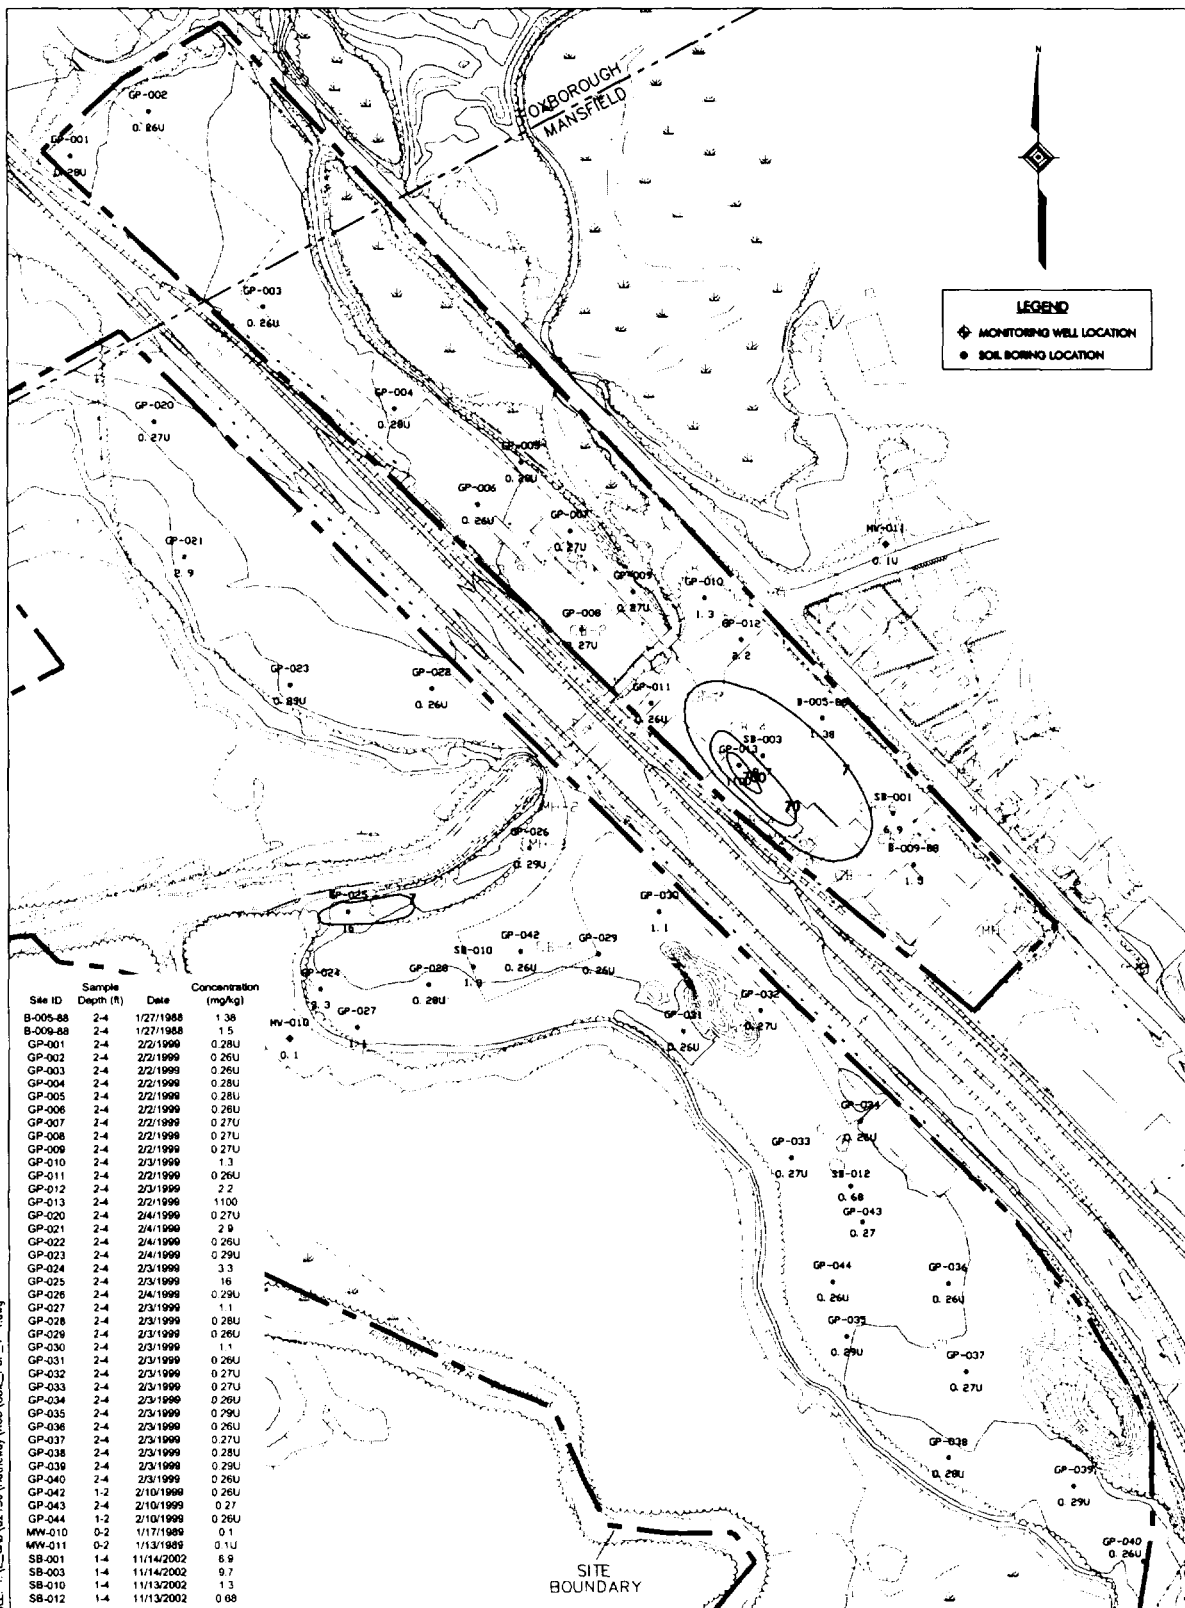 GP-002
0.26U
GP-001
0.28U
FOXBOROUGH
MANSFIELD
N
LEGEND
MONITORING WELL LOCATION
SOIL BORING LOCATION
GP-003
0.26U
GP-004
0.28U
GP-020
0.27U
GP-005
0.28U
GP-006
0.26U
GP-007
0.27U
GP-021
2.9
MW-011
0.1U
GP-009
0.27U
GP-010
1.3
GP-008
0.27U
GP-012
2.2
GP-023
0.29U
GP-022
0.26U
GP-011
0.26U
B-005-88
1.38
SB-003
GP-013
7
70
SB-001
6.9
B-009-88
1.5
GP-026
0.29U
GP-025
16
GP-030
1.1
GP-042
0.26U
GP-029
0.26U
SB-010
1.3
GP-028
0.28U
GP-024
3.3
GP-027
1.1
MW-010
0.1
GP-032
0.27U
GP-031
0.26U
GP-034
0.26U
GP-033
0.27U
SB-012
0.68
GP-043
0.27
GP-044
0.26U
GP-036
0.26U
GP-035
0.29U
GP-037
0.27U
GP-038
0.28U
GP-039
0.29U
GP-040
0.26U
SITE
BOUNDARY
Site ID Sample Depth (ft) Date Concentration (mg/kg)
B-005-88 2-4 1/27/1988 1.38
B-009-88 2-4 1/27/1988 1.5
GP-001 2-4 2/2/1999 0.28U
GP-002 2-4 2/2/1999 0.26U
GP-003 2-4 2/2/1999 0.26U
GP-004 2-4 2/2/1999 0.28U
GP-005 2-4 2/2/1999 0.28U
GP-006 2-4 2/2/1999 0.26U
GP-007 2-4 2/2/1999 0.27U
GP-008 2-4 2/2/1999 0.27U
GP-009 2-4 2/2/1999 0.27U
GP-010 2-4 2/3/1999 1.3
GP-011 2-4 2/2/1999 0.26U
GP-012 2-4 2/3/1999 2.2
GP-013 2-4 2/2/1999 1100
GP-020 2-4 2/4/1999 0.27U
GP-021 2-4 2/4/1999 2.9
GP-022 2-4 2/4/1999 0.26U
GP-023 2-4 2/4/1999 0.29U
GP-024 2-4 2/3/1999 3.3
GP-025 2-4 2/3/1999 16
GP-026 2-4 2/4/1999 0.29U
GP-027 2-4 2/3/1999 1.1
GP-028 2-4 2/3/1999 0.28U
GP-029 2-4 2/3/1999 0.26U
GP-030 2-4 2/3/1999 1.1
GP-031 2-4 2/3/1999 0.26U
GP-032 2-4 2/3/1999 0.27U
GP-033 2-4 2/3/1999 0.27U
GP-034 2-4 2/3/1999 0.26U
GP-035 2-4 2/3/1999 0.29U
GP-036 2-4 2/3/1999 0.26U
GP-037 2-4 2/3/1999 0.27U
GP-038 2-4 2/3/1999 0.28U
GP-039 2-4 2/3/1999 0.29U
GP-040 2-4 2/3/1999 0.26U
GP-042 1-2 2/10/1999 0.26U
GP-043 2-4 2/10/1999 0.27
GP-044 1-2 2/10/1999 0.26U
MW-010 0-2 1/17/1989 0.1
MW-011 0-2 1/13/1989 0.1U
SB-001 1-4 11/14/2002 6.9
SB-003 1-4 11/14/2002 9.7
SB-010 1-4 11/13/2002 1.3
SB-012 1-4 11/13/2002 0.68